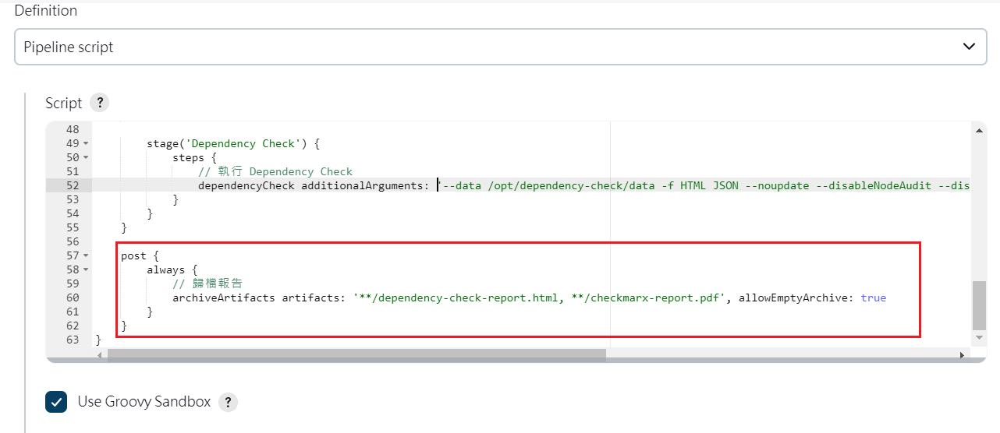 Definition
Pipeline script
Script ?
48
49 stage('Dependency Check') {
50 steps {
51 // 執行 Dependency Check
52 dependencyCheck additionalArguments: '--data /opt/dependency-check/data -f HTML JSON --noupdate --disableNodeAudit --dis
53 }
54 }
55 }
56
57 post {
58 always {
59 // 歸檔報告
60 archiveArtifacts artifacts: '**/dependency-check-report.html, **/checkmarx-report.pdf', allowEmptyArchive: true
61 }
62 }
63 }
Use Groovy Sandbox ?